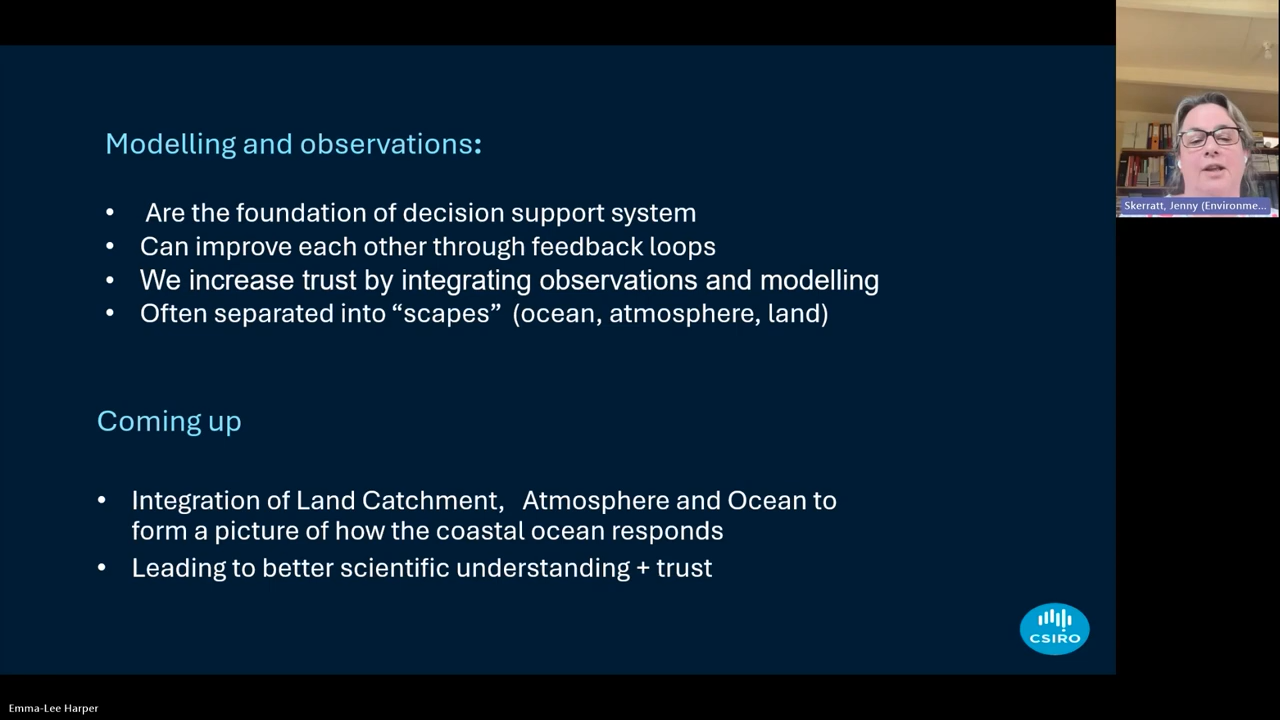 Modelling and observations:
• Are the foundation of decision support system
• Can improve each other through feedback loops
• We increase trust by integrating observations and modelling
• Often separated into “scapes” (ocean, atmosphere, land)
Coming up
• Integration of Land Catchment, Atmosphere and Ocean to
form a picture of how the coastal ocean responds
• Leading to better scientific understanding + trust
CSIRO
Skerratt, Jenny (Environme...
Emma-Lee Harper